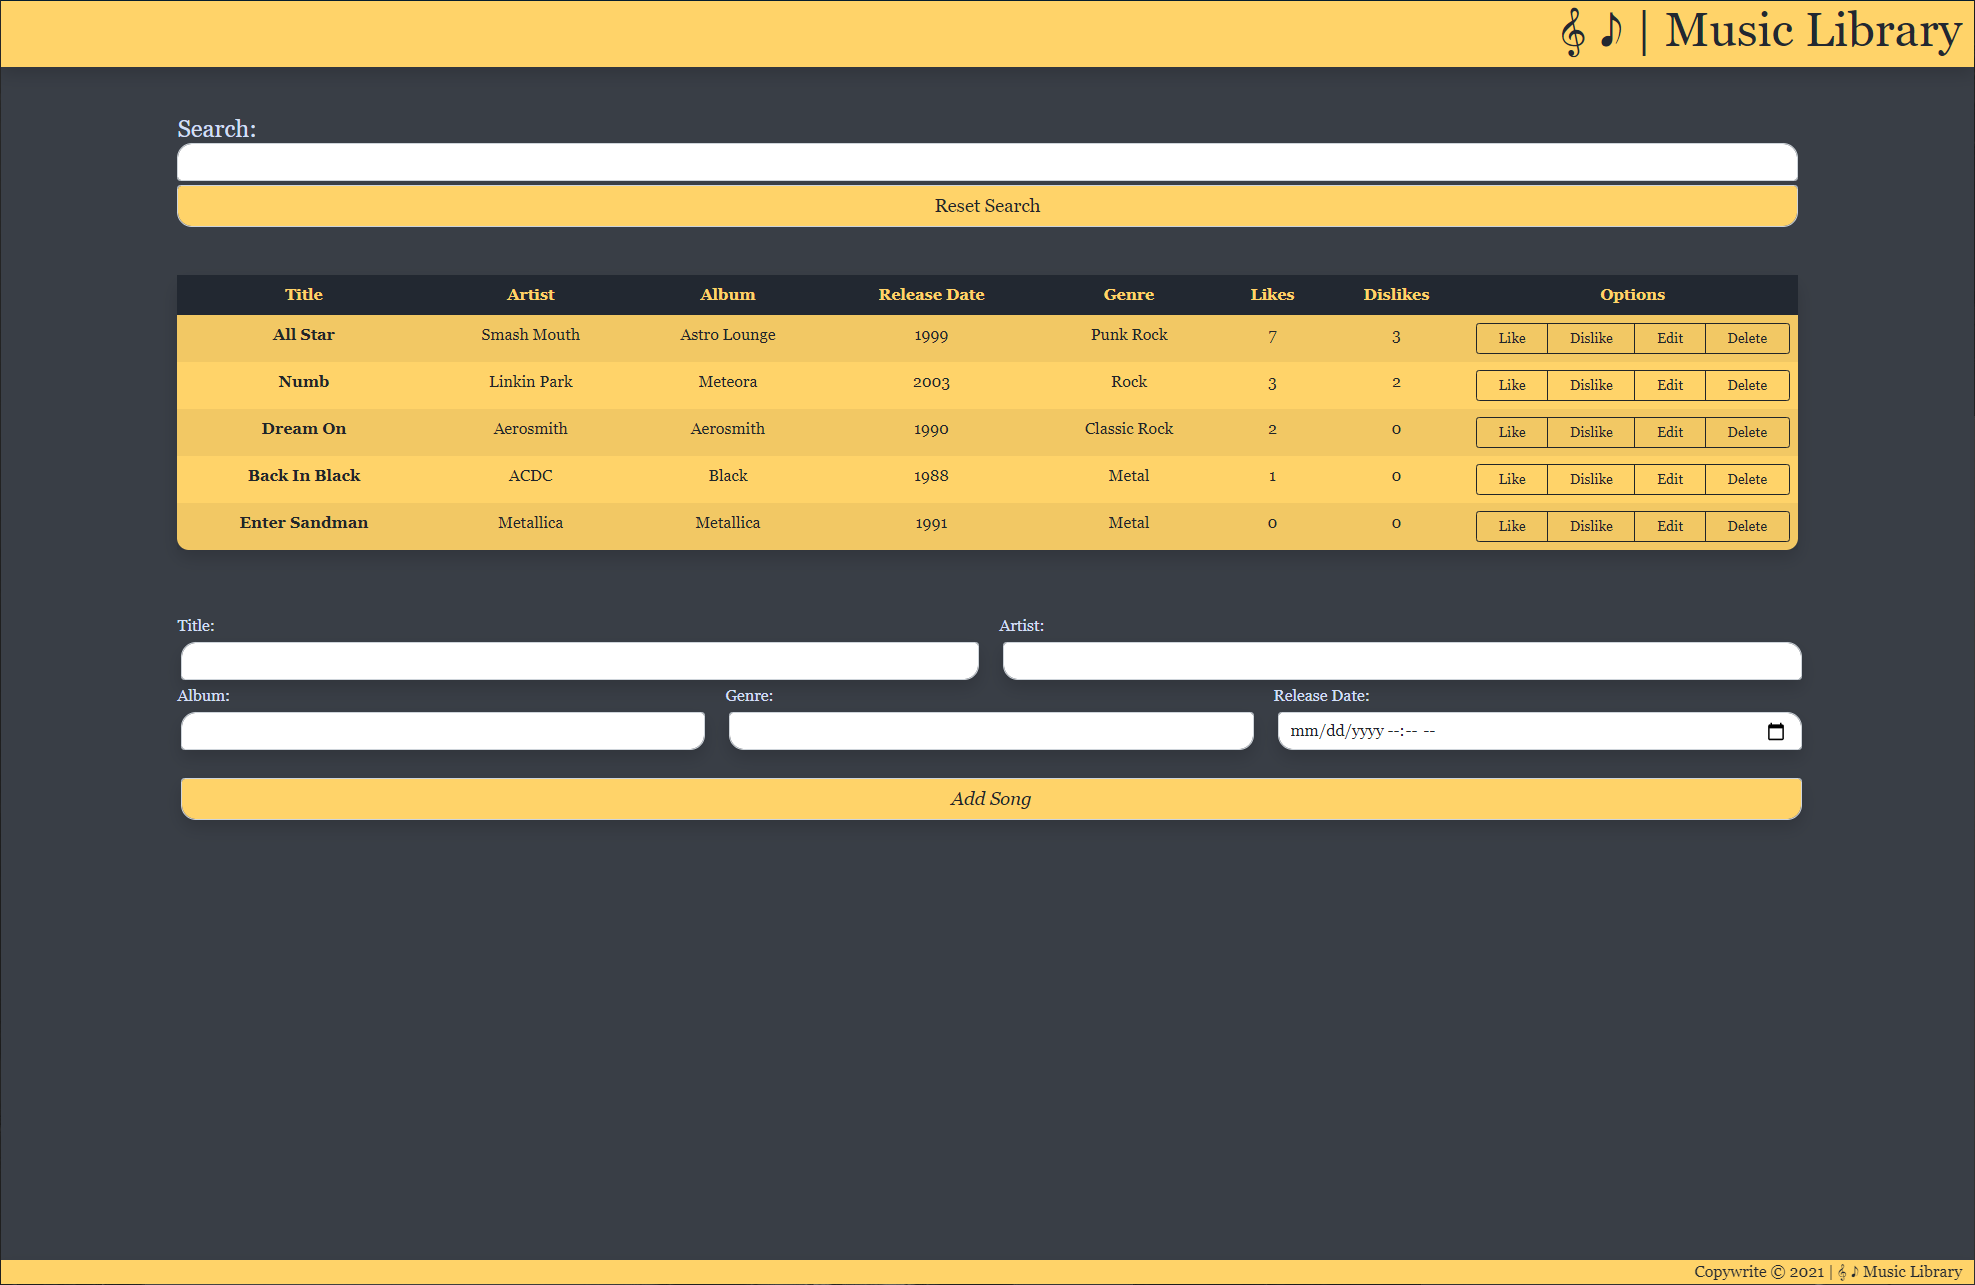 𝄞 ♪ | Music Library
Search:
Reset Search
Title Artist Album Release Date Genre Likes Dislikes Options
All Star Smash Mouth Astro Lounge 1999 Punk Rock 7 3 Like Dislike Edit Delete
Numb Linkin Park Meteora 2003 Rock 3 2 Like Dislike Edit Delete
Dream On Aerosmith Aerosmith 1990 Classic Rock 2 0 Like Dislike Edit Delete
Back In Black ACDC Black 1988 Metal 1 0 Like Dislike Edit Delete
Enter Sandman Metallica Metallica 1991 Metal 0 0 Like Dislike Edit Delete
Title: Artist:
Album: Genre: Release Date:
mm/dd/yyyy --:-- --
Add Song
Copywrite © 2021 | 𝄞 ♪ Music Library